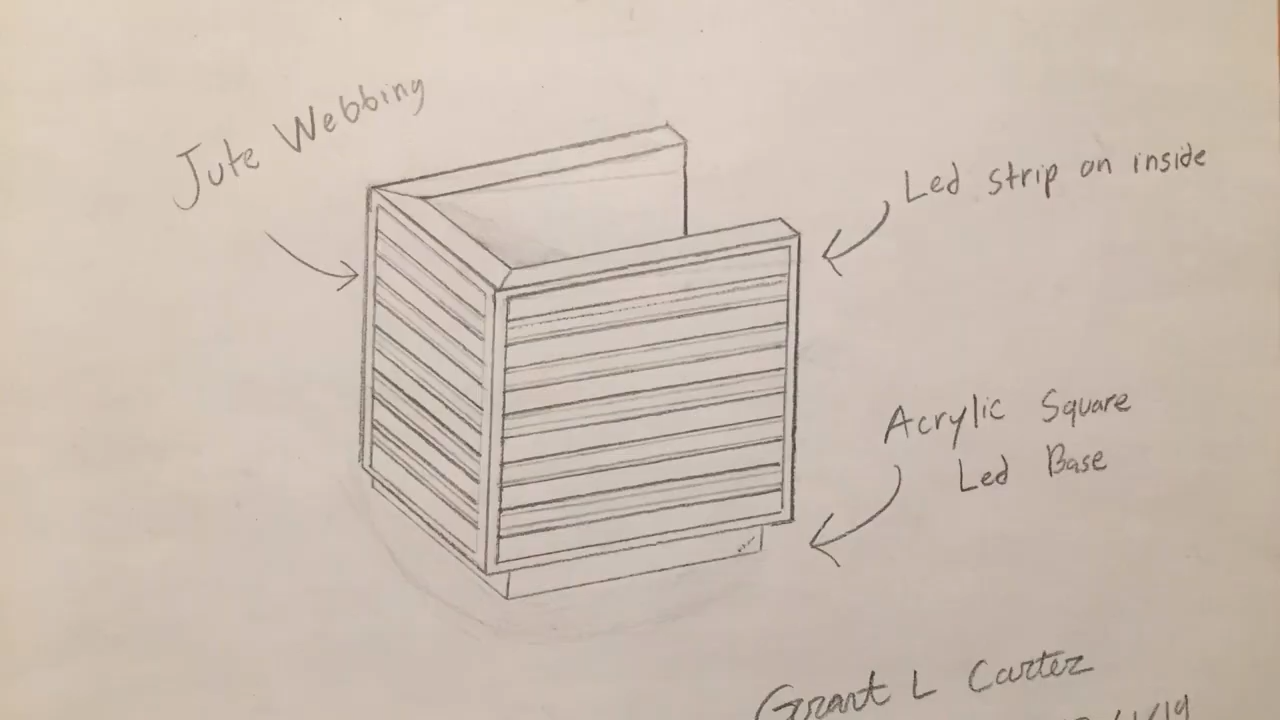 Jute Webbing
Led strip on inside
Acrylic Square
Led Base
Grant L Carter